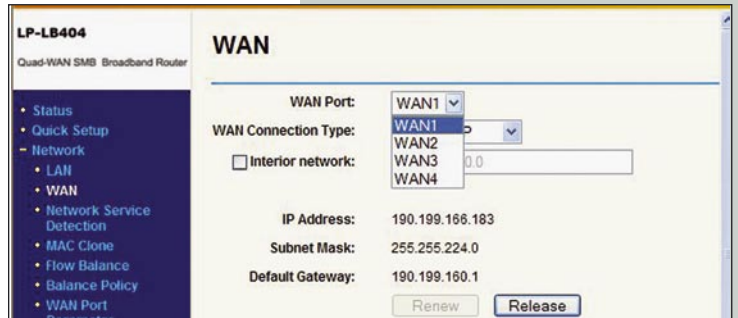 LP-LB404
Quad-WAN SMB Broadband Router
• Status
• Quick Setup
− Network
• LAN
• WAN
• Network Service
Detection
• MAC Clone
• Flow Balance
• Balance Policy
• WAN Port
WAN
WAN Port: WAN1
WAN1
WAN2
WAN3
WAN4
WAN Connection Type:
Interior network:
IP Address: 190.199.166.183
Subnet Mask: 255.255.224.0
Default Gateway: 190.199.160.1
Renew Release